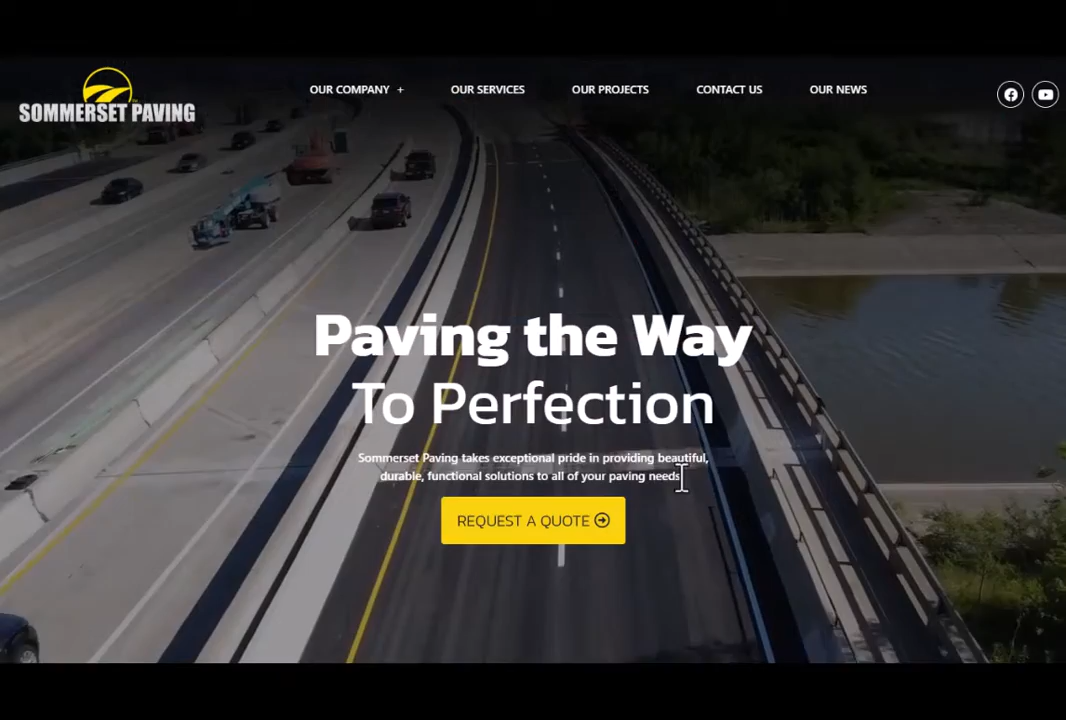 SOMMERSET PAVING
OUR COMPANY +
OUR SERVICES
OUR PROJECTS
CONTACT US
OUR NEWS
Paving the Way
To Perfection
Sommerset Paving takes exceptional pride in providing beautiful,
durable, functional solutions to all of your paving needs
REQUEST A QUOTE